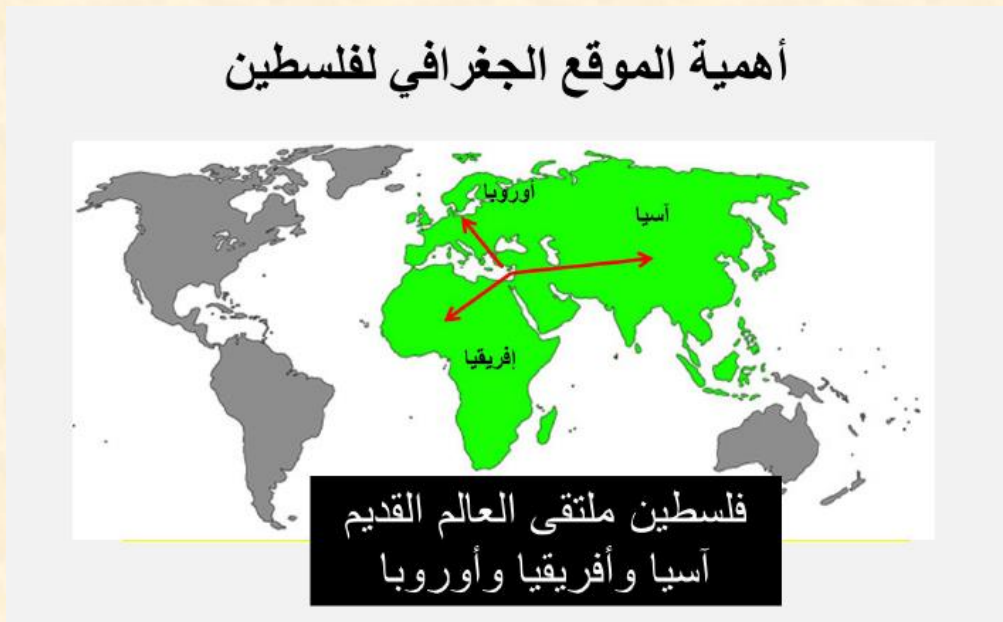 أهمية الموقع الجغرافي لفلسطين
أوروبا
آسيا
إفريقيا
فلسطين ملتقى العالم القديم
آسيا وأفريقيا وأوروبا